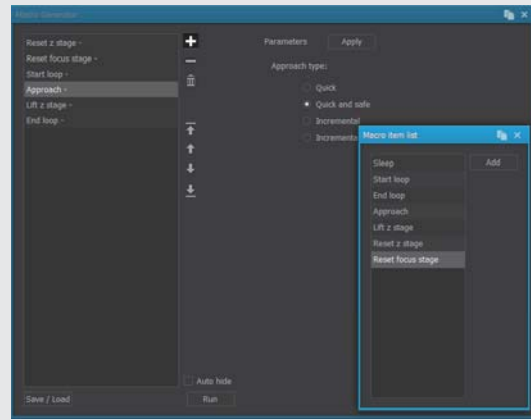 Macro Generator
Reset z stage -
Reset focus stage -
Start loop -
Approach -
Lift z stage -
End loop -
Save / Load
Parameters
Apply
Approach type:
Quick
Quick and safe
Incremental
Auto hide
Run
Macro item list
Sleep
Start loop
End loop
Approach
Lift z stage
Reset z stage
Reset focus stage
Add